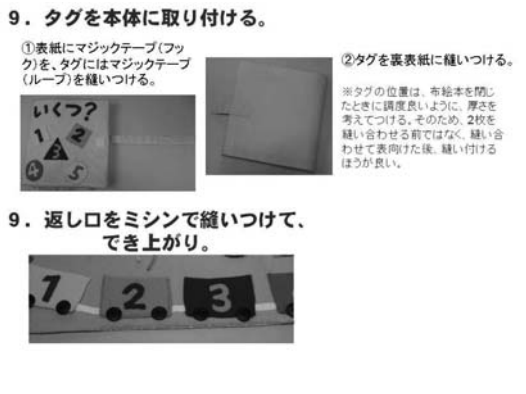 9．タグを本体に取り付ける。
①表紙にマジックテープ（フッ
ク）を、タグにはマジックテープ
（ループ）を縫いつける。
いくつ？
1 2
3
4 5
②タグを裏表紙に縫いつける。
※タグの位置は、布絵本を閉じ
たときに調度良いように、厚さを
考えてつける。そのため、2枚を
縫い合わせる前ではなく、縫い合
わせて表向けた後、縫い付ける
ほうが良い。
9．返し口をミシンで縫いつけて、
でき上がり。
1 2 3